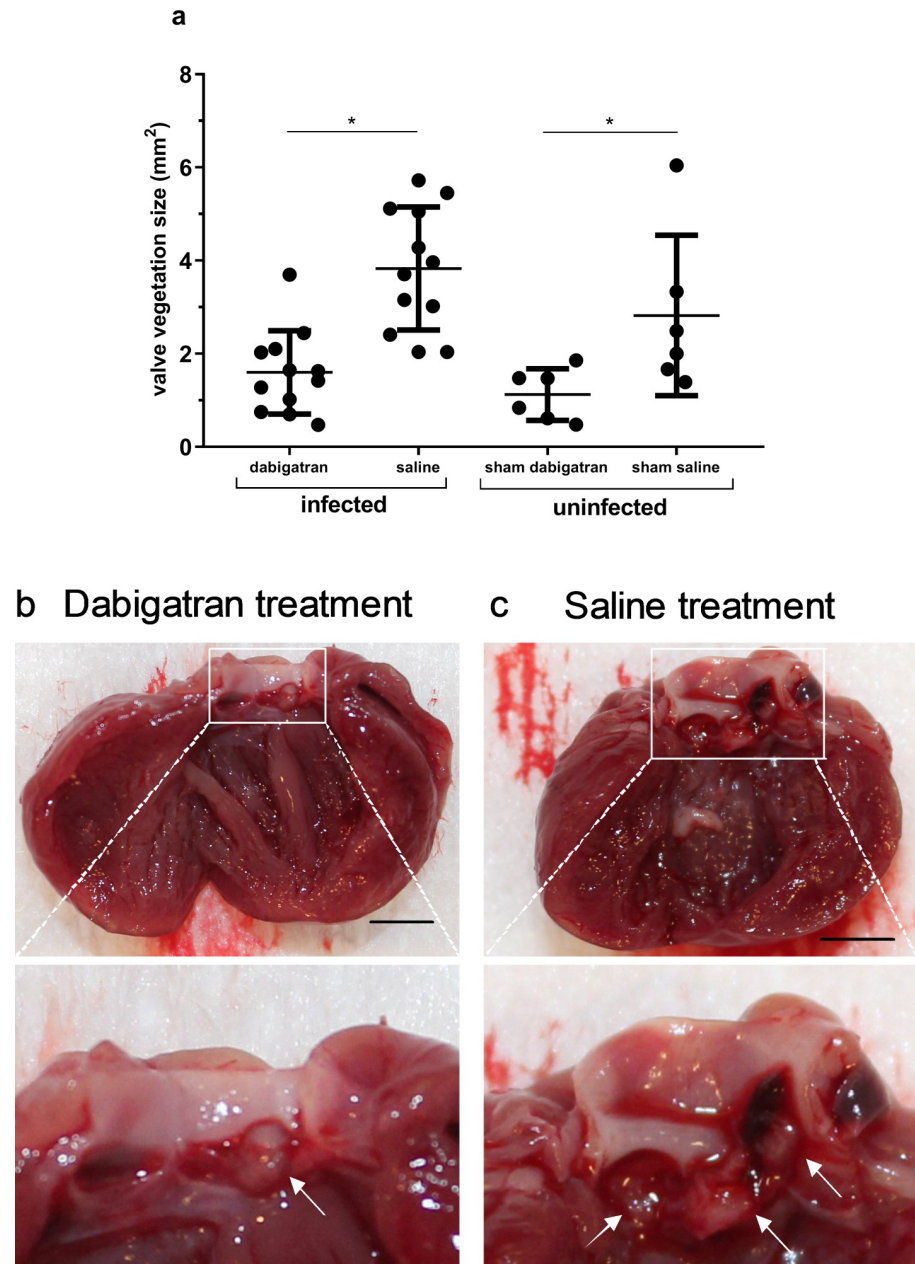 a
8
6
4
2
0
valve vegetation size (mm²)
* *
dabigatran saline sham dabigatran sham saline
infected uninfected
b Dabigatran treatment c Saline treatment